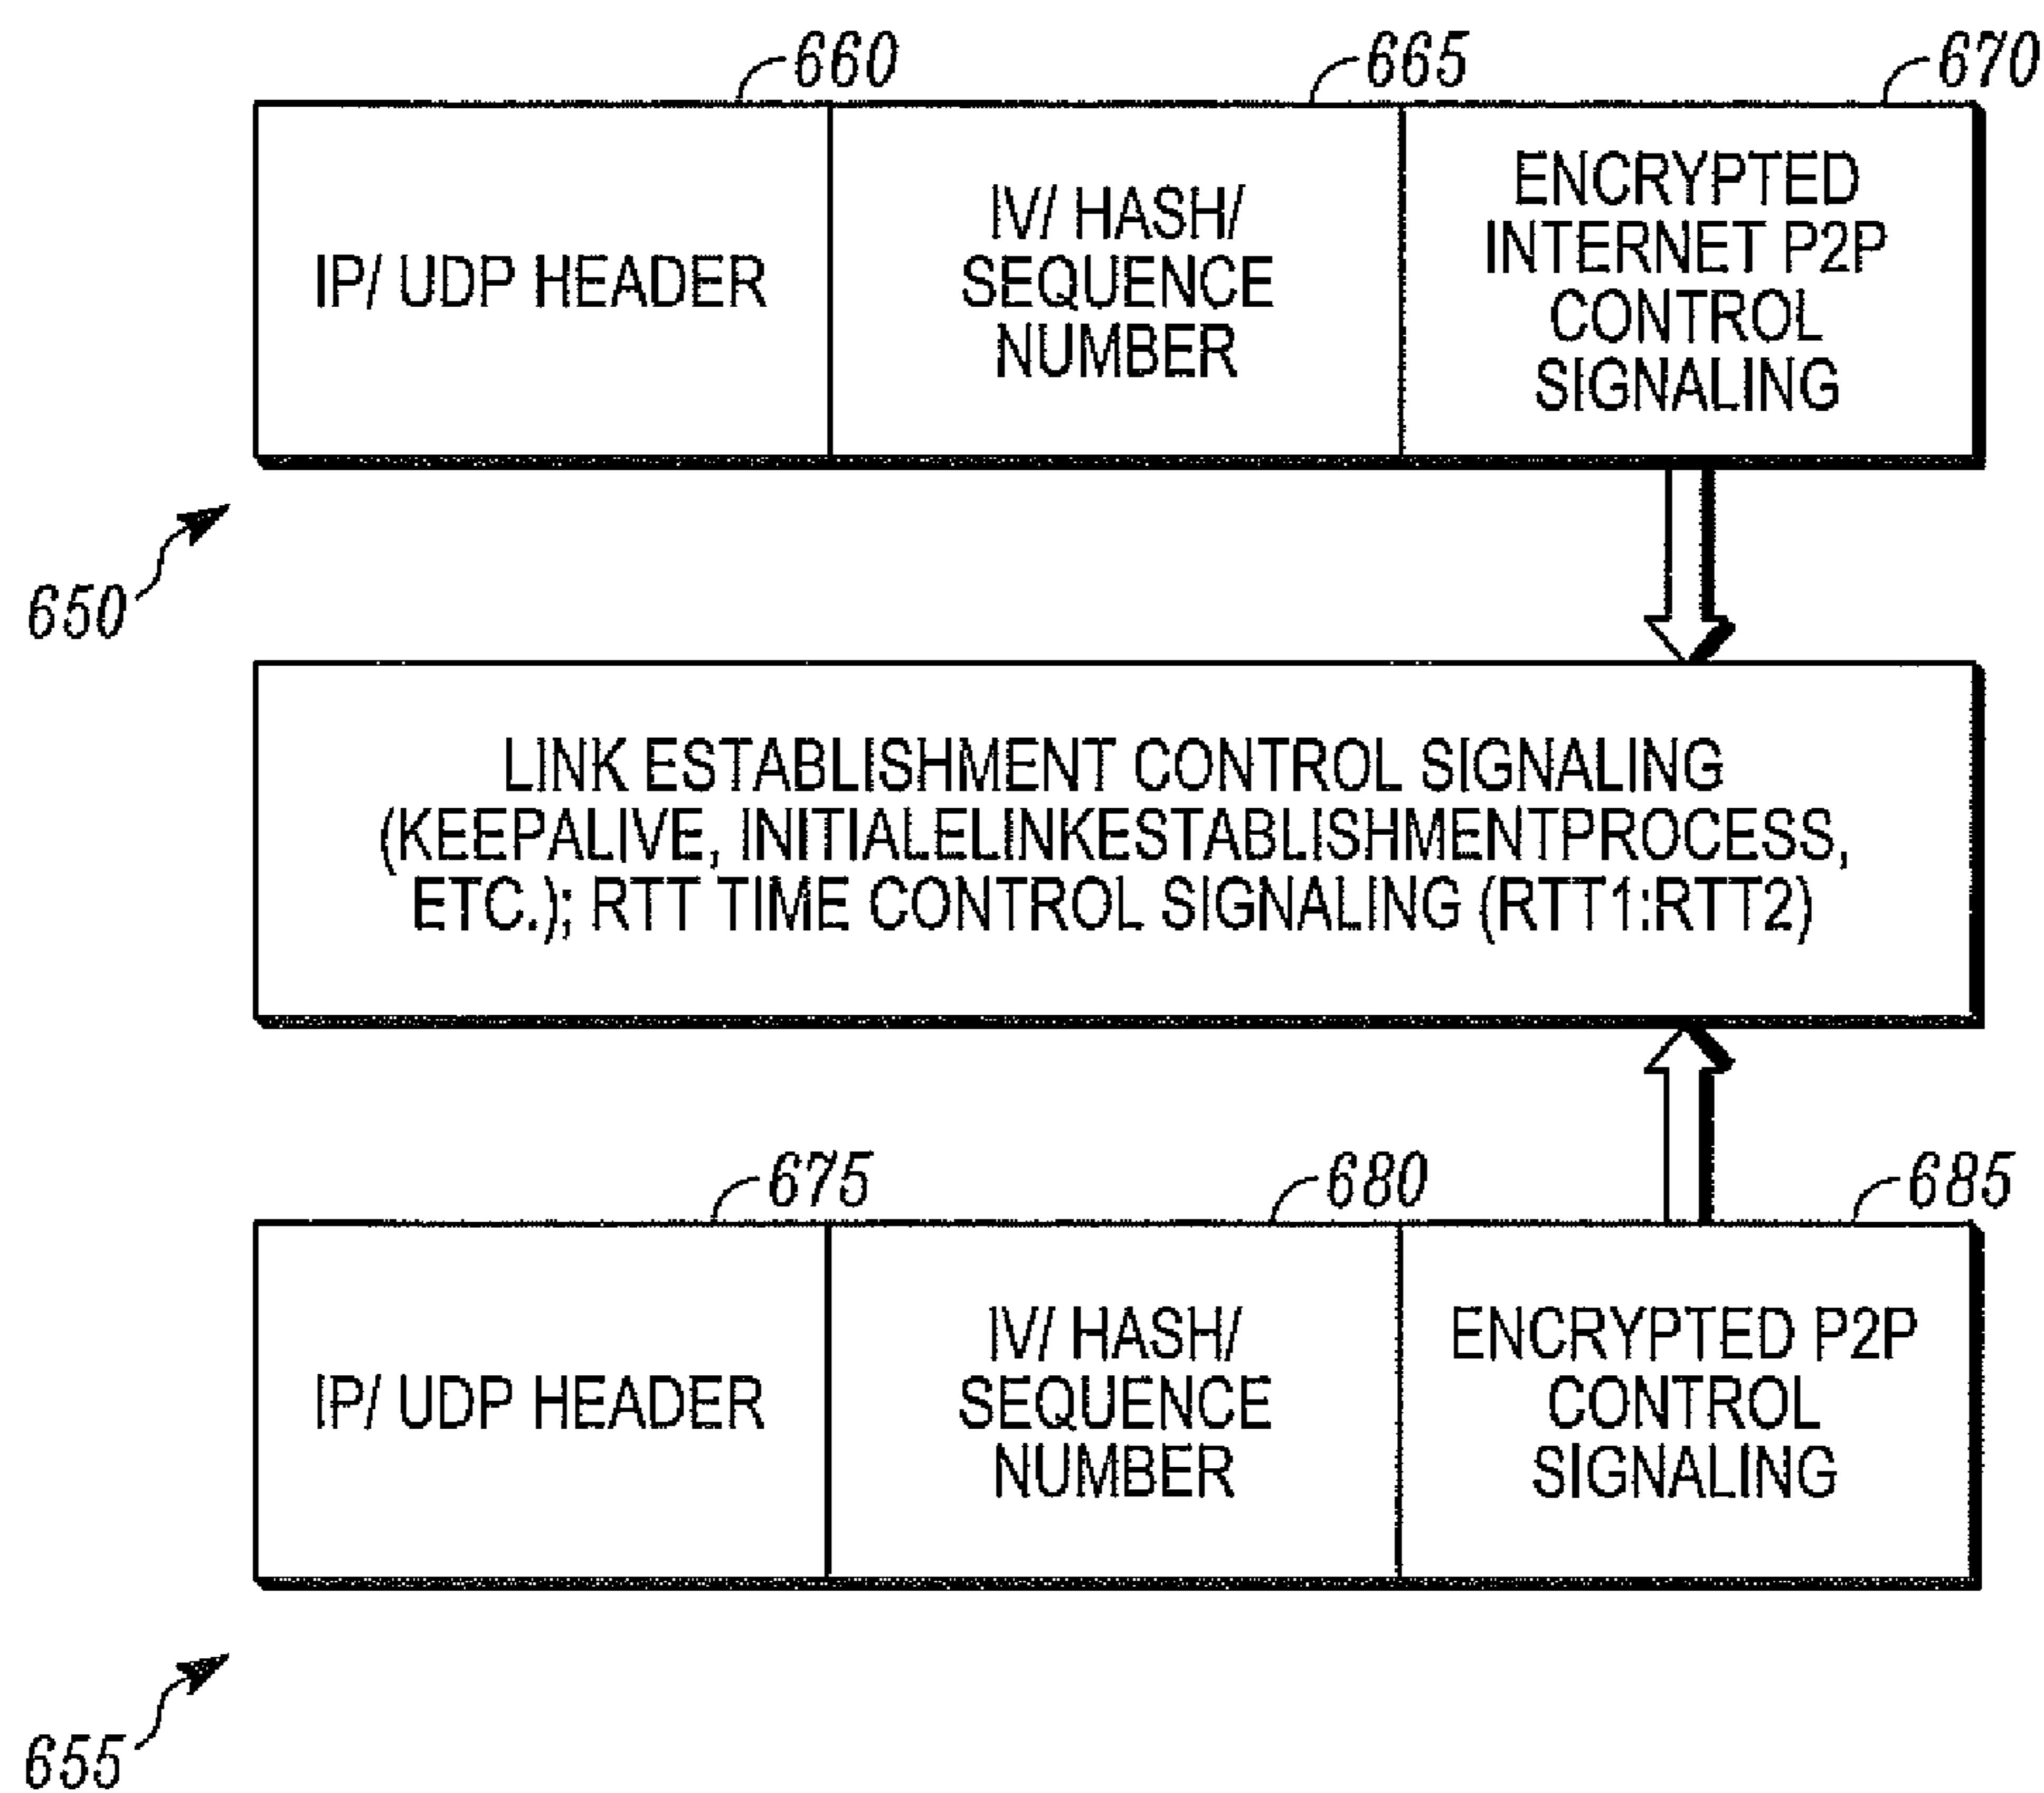 660
665
670
IP/ UDP HEADER
IV/ HASH/
SEQUENCE
NUMBER
ENCRYPTED
INTERNET P2P
CONTROL
SIGNALING
650
LINK ESTABLISHMENT CONTROL SIGNALING
(KEEPALIVE, INITIALELINKESTABLISHMENTPROCESS,
ETC.); RTT TIME CONTROL SIGNALING (RTT1:RTT2)
675
680
685
IP/ UDP HEADER
IV/ HASH/
SEQUENCE
NUMBER
ENCRYPTED P2P
CONTROL
SIGNALING
655